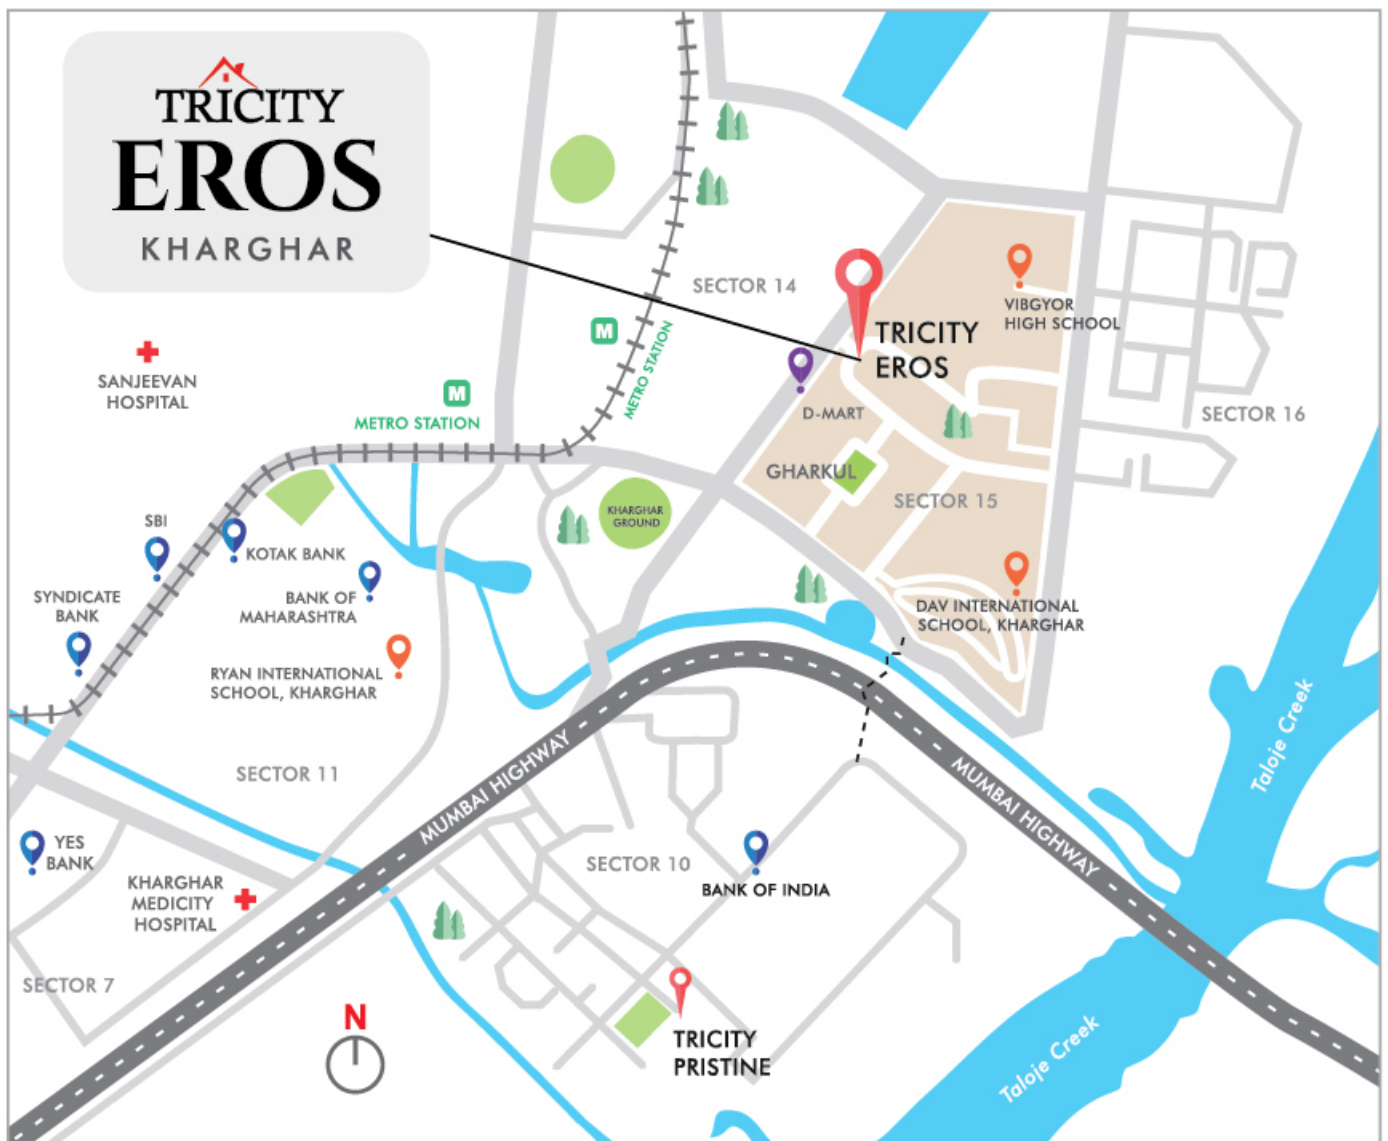 TRICITY
EROS
KHARGHAR
SECTOR 14
VIBGYOR
HIGH SCHOOL
TRICITY
EROS
M
METRO STATION
SANJEEVAN
HOSPITAL
M
METRO STATION
D-MART
SECTOR 16
GHARKUL
SECTOR 15
KHARGHAR
GROUND
SBI
KOTAK BANK
SYNDICATE
BANK
BANK OF
MAHARASHTRA
DAV INTERNATIONAL
SCHOOL, KHARGHAR
RYAN INTERNATIONAL
SCHOOL, KHARGHAR
SECTOR 11
MUMBAI HIGHWAY
MUMBAI HIGHWAY
Taloje Creek
YES
BANK
SECTOR 10
BANK OF INDIA
KHARGHAR
MEDICITY
HOSPITAL
SECTOR 7
N
TRICITY
PRISTINE
Taloje Creek